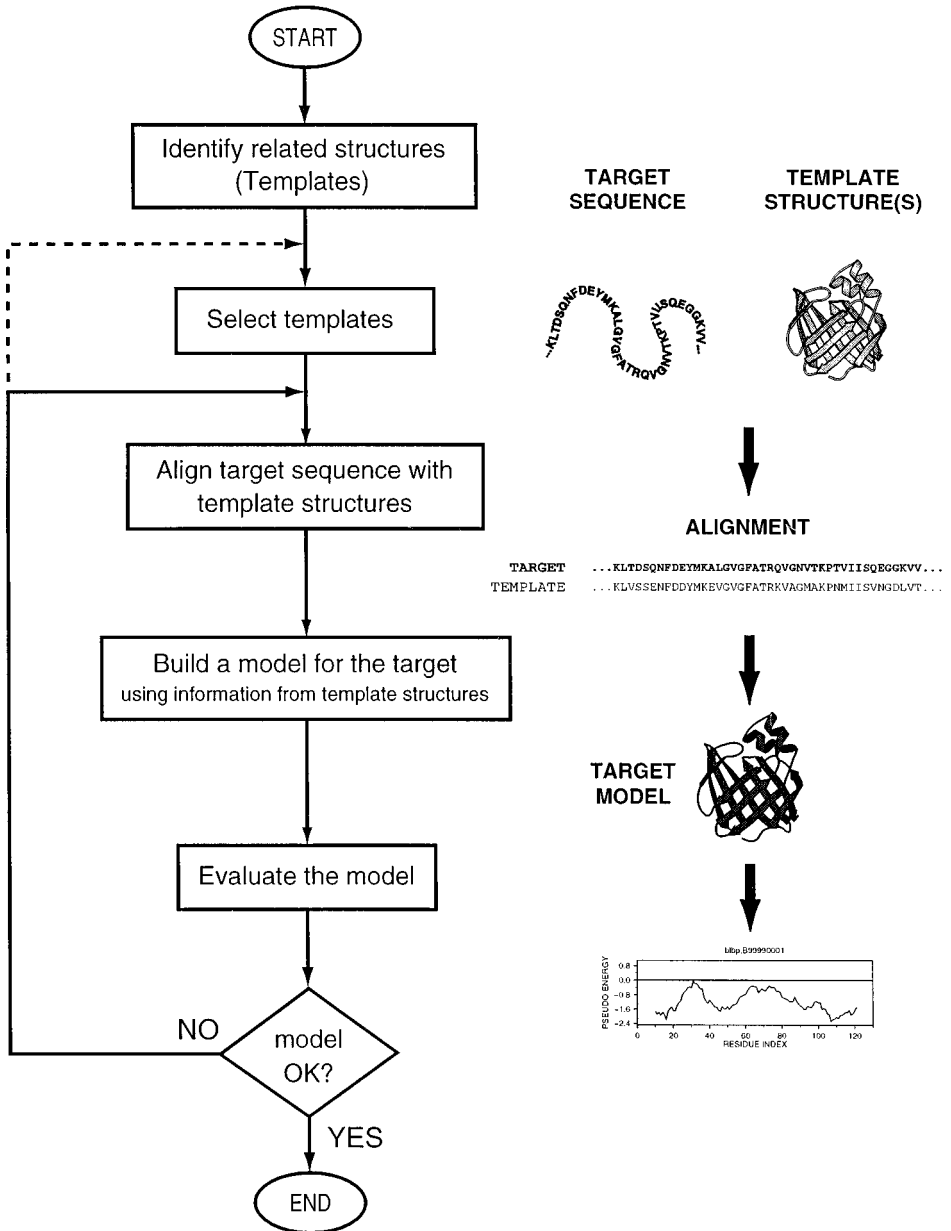 START
Identify related structures
(Templates)
Select templates
Align target sequence with
template structures
Build a model for the target
using information from template structures
Evaluate the model
NO
model
OK?
YES
END
TARGET
SEQUENCE
TEMPLATE
STRUCTURE(S)
...KLTDSQNFDEYMKALGVGFATRQVGNVTKPTVIISQEGGKVV...
ALIGNMENT
TARGET ...KLTDSQNFDEYMKALGVGFATRQVGNVTKPTVIISQEGGKVV...
TEMPLATE ...KLVSSENFDDYMKEVGVGFATRKVAGMAKPNMIISVNGDLVT...
TARGET
MODEL
blbp.B99990001
PSEUDO ENERGY
0.8
0.0
-0.8
-1.6
-2.4
0 20 40 60 80 100 120
RESIDUE INDEX